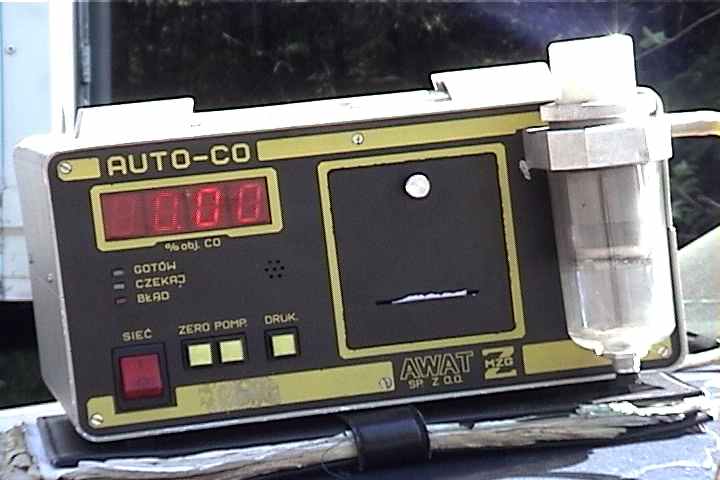 AUTO-CO
0.00
% obj. CO
GOTÓW
CZEKAJ
BŁĄD
SIEĆ
ZERO POMP.
DRUK.
AWAT
SP. Z O.O.
MZG